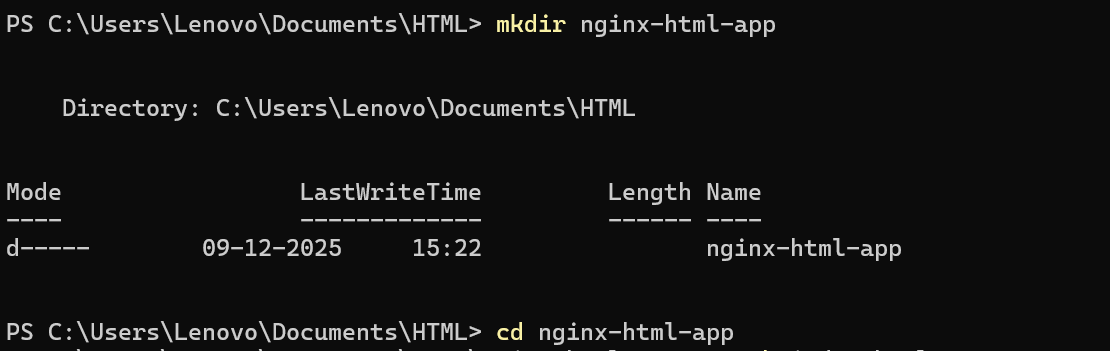 PS C:\Users\Lenovo\Documents\HTML> mkdir nginx-html-app
Directory: C:\Users\Lenovo\Documents\HTML
Mode                 LastWriteTime         Length Name
----                 -------------         ------ ----
d-----        09-12-2025     15:22                nginx-html-app
PS C:\Users\Lenovo\Documents\HTML> cd nginx-html-app